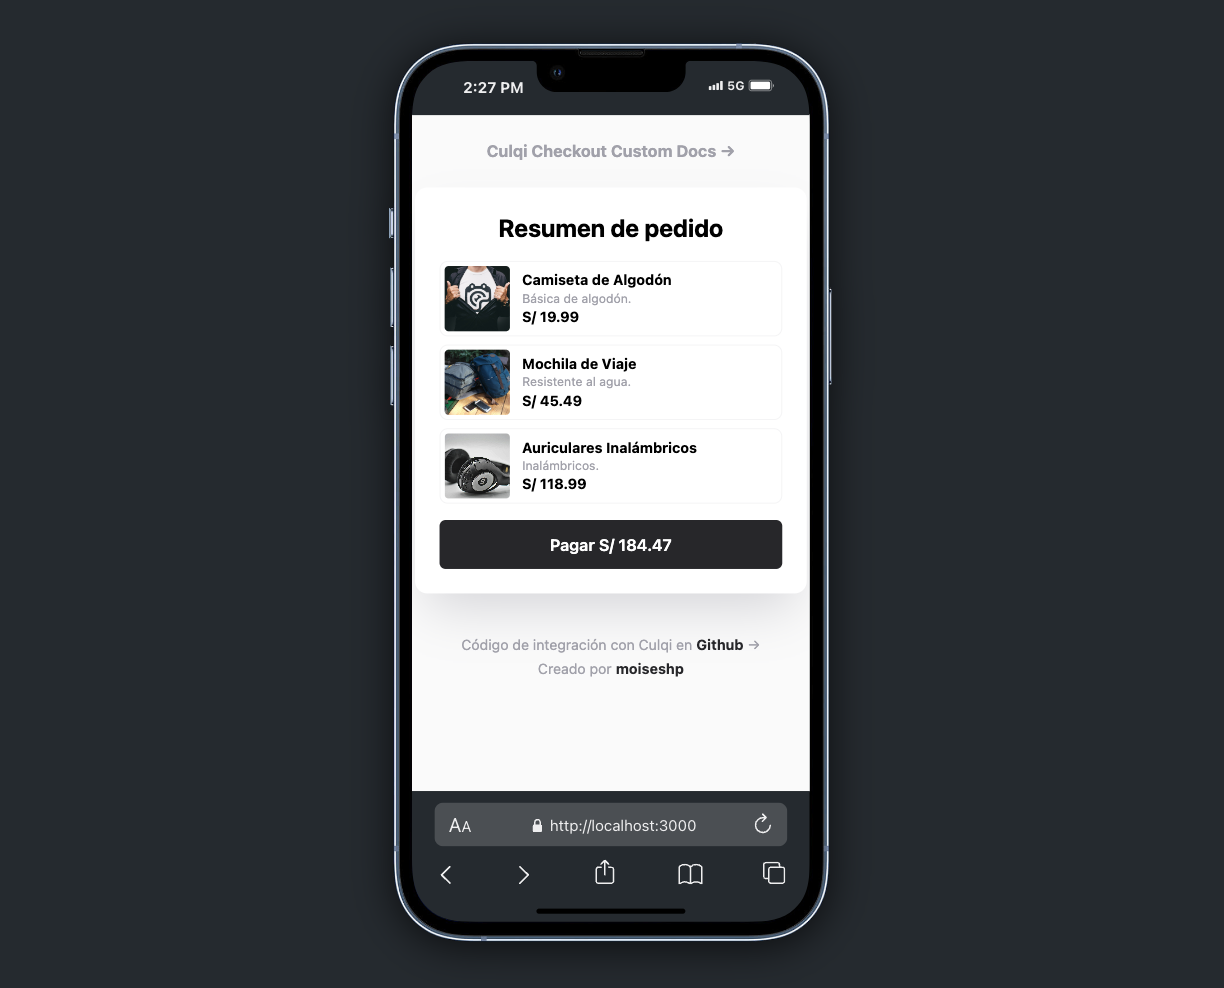 2:27 PM
5G
Culqi Checkout Custom Docs →
Resumen de pedido
Camiseta de Algodón
Básica de algodón.
S/ 19.99
Mochila de Viaje
Resistente al agua.
S/ 45.49
Auriculares Inalámbricos
Inalámbricos.
S/ 118.99
Pagar S/ 184.47
Código de integración con Culqi en Github →
Creado por moiseshp
AA
http://localhost:3000